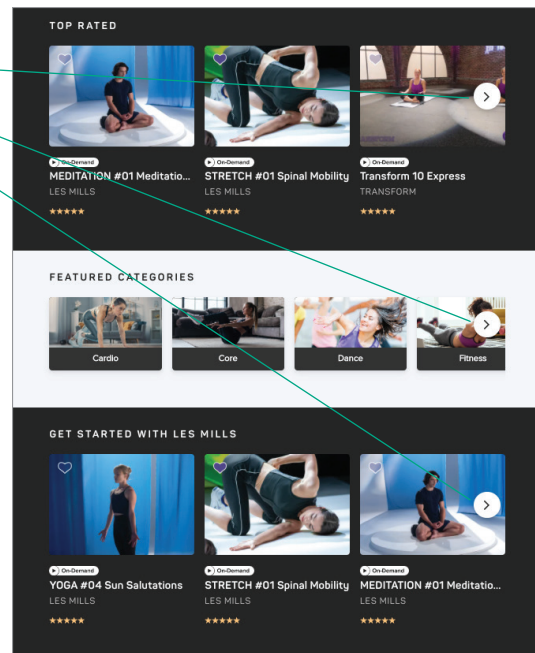 TOP RATED
On-Demand
On-Demand
On-Demand
MEDITATION #01 Meditatio...
STRETCH #01 Spinal Mobility
Transform 10 Express
LES MILLS
LES MILLS
TRANSFORM
FEATURED CATEGORIES
Cardio
Core
Dance
Fitness
GET STARTED WITH LES MILLS
On-Demand
On-Demand
On-Demand
YOGA #04 Sun Salutations
STRETCH #01 Spinal Mobility
MEDITATION #01 Meditatio...
LES MILLS
LES MILLS
LES MILLS